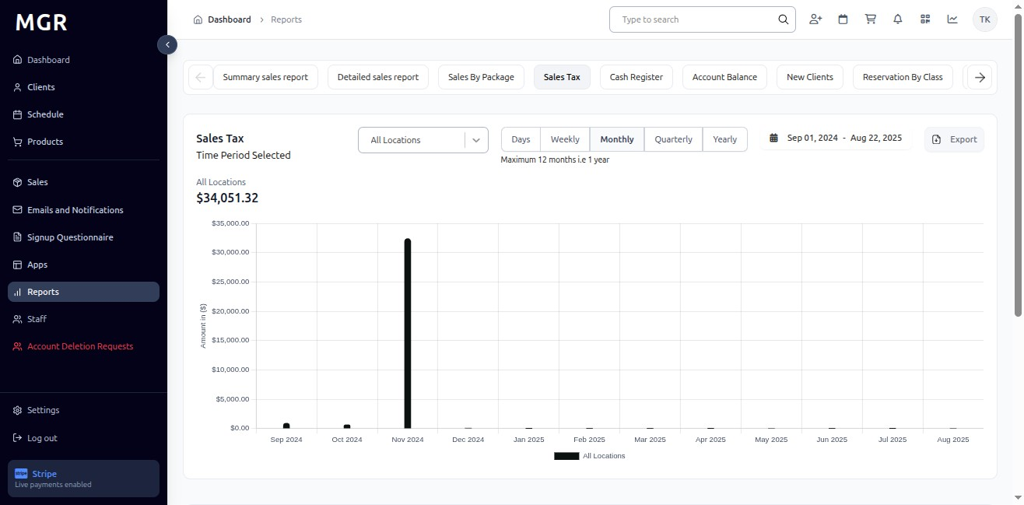 MGR
Dashboard
Clients
Schedule
Products
Sales
Emails and Notifications
Signup Questionnaire
Apps
Reports
Staff
Account Deletion Requests
Settings
Log out
Stripe
Live payments enabled
Dashboard > Reports
Type to search
TK
Summary sales report
Detailed sales report
Sales By Package
Sales Tax
Cash Register
Account Balance
New Clients
Reservation By Class
Sales Tax
Time Period Selected
All Locations
Days
Weekly
Monthly
Quarterly
Yearly
Maximum 12 months i.e 1 year
Sep 01, 2024 - Aug 22, 2025
Export
All Locations
$34,051.32
Amount in ($)
$35,000.00
$30,000.00
$25,000.00
$20,000.00
$15,000.00
$10,000.00
$5,000.00
$0.00
Sep 2024
Oct 2024
Nov 2024
Dec 2024
Jan 2025
Feb 2025
Mar 2025
Apr 2025
May 2025
Jun 2025
Jul 2025
Aug 2025
All Locations